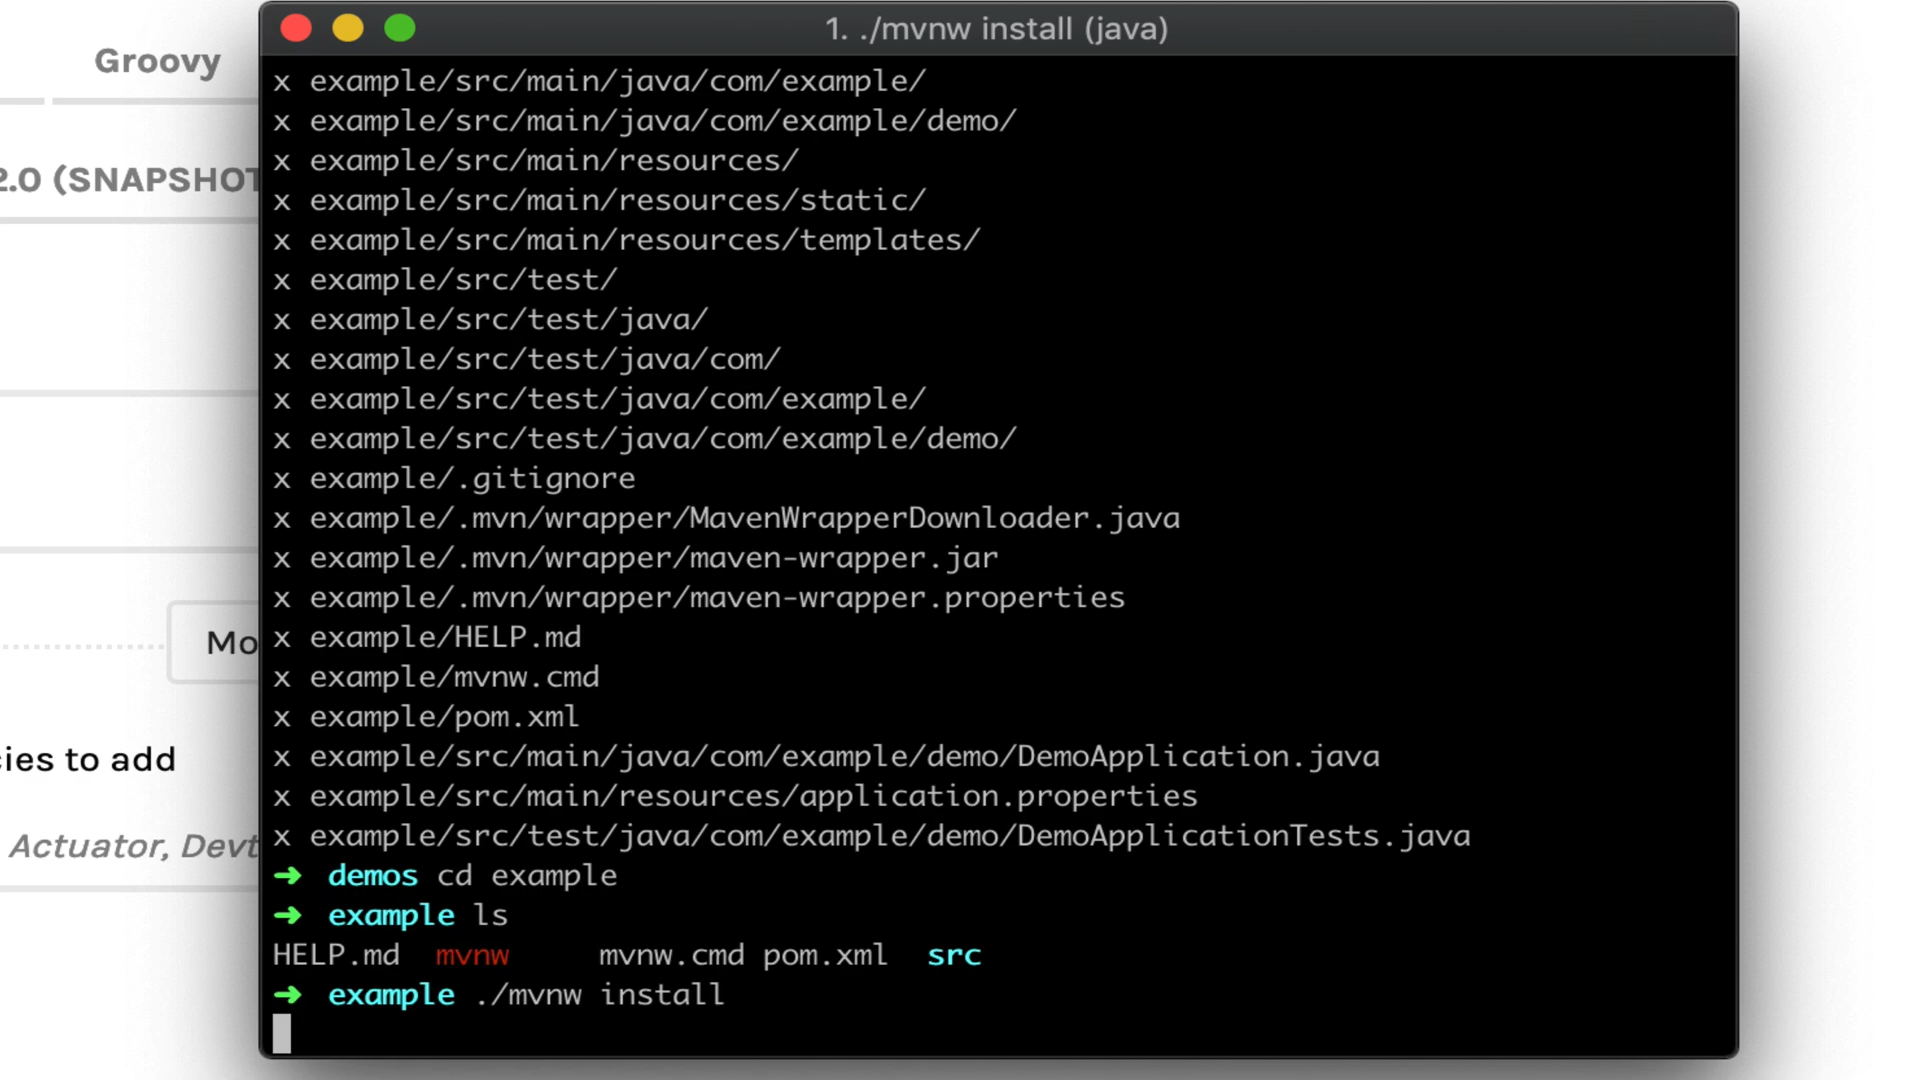 1. ./mvnw install (java)
Groovy
2.0 (SNAPSHOT
Mo
cies to add
Actuator, Devt
x example/src/main/java/com/example/
x example/src/main/java/com/example/demo/
x example/src/main/resources/
x example/src/main/resources/static/
x example/src/main/resources/templates/
x example/src/test/
x example/src/test/java/
x example/src/test/java/com/
x example/src/test/java/com/example/
x example/src/test/java/com/example/demo/
x example/.gitignore
x example/.mvn/wrapper/MavenWrapperDownloader.java
x example/.mvn/wrapper/maven-wrapper.jar
x example/.mvn/wrapper/maven-wrapper.properties
x example/HELP.md
x example/mvnw.cmd
x example/pom.xml
x example/src/main/java/com/example/demo/DemoApplication.java
x example/src/main/resources/application.properties
x example/src/test/java/com/example/demo/DemoApplicationTests.java
➜ demos cd example
➜ example ls
HELP.md mvnw mvnw.cmd pom.xml src
➜ example ./mvnw install